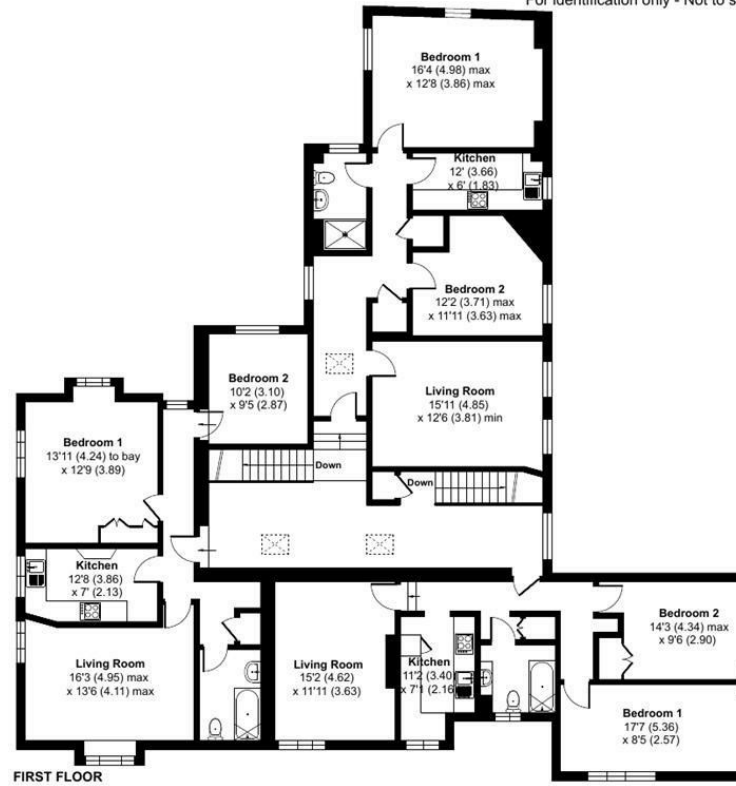 For identification only - Not to s
Bedroom 1
16'4 (4.98) max
x 12'8 (3.86) max
Kitchen
12' (3.66)
x 6' (1.83)
Bedroom 2
12'2 (3.71) max
x 11'11 (3.63) max
Bedroom 2
10'2 (3.10)
x 9'5 (2.87)
Living Room
15'11 (4.85)
x 12'6 (3.81) min
Bedroom 1
13'11 (4.24) to bay
x 12'9 (3.89)
Down
Down
Kitchen
12'8 (3.86)
x 7' (2.13)
Living Room
16'3 (4.95) max
x 13'6 (4.11) max
Living Room
15'2 (4.62)
x 11'11 (3.63)
Kitchen
11'2 (3.40)
x 7'1 (2.16)
Bedroom 2
14'3 (4.34) max
x 9'6 (2.90)
Bedroom 1
17'7 (5.36)
x 8'5 (2.57)
FIRST FLOOR